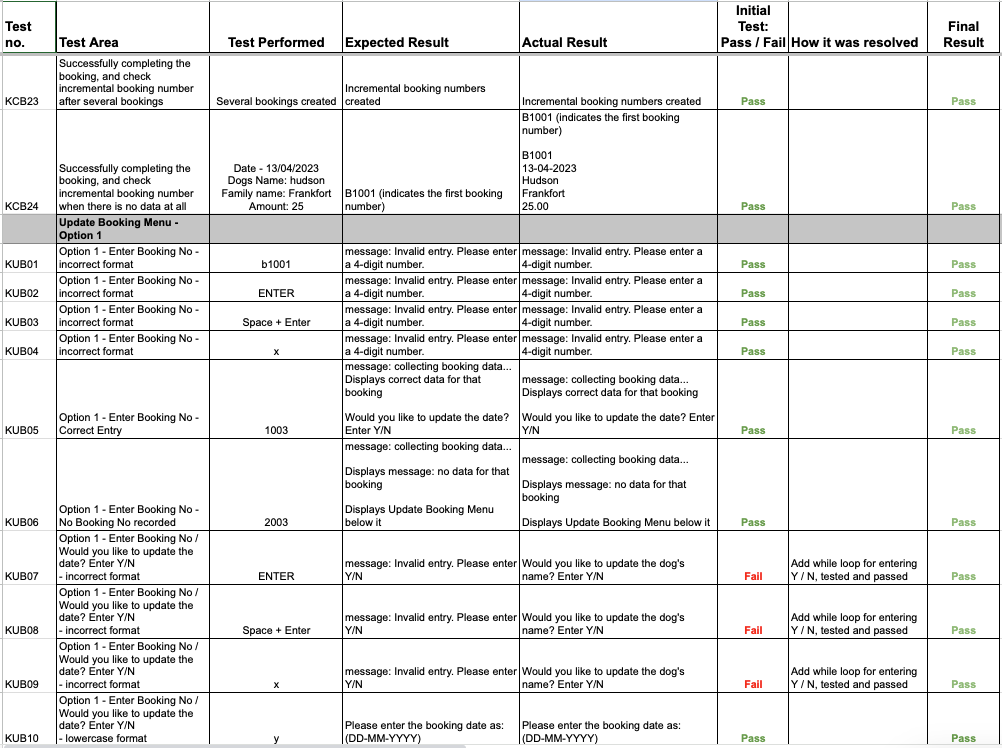 Test no.
Test Area
Test Performed
Expected Result
Actual Result
Initial Test: Pass / Fail
How it was resolved
Final Result
KCB23
Successfully completing the
booking, and check
incremental booking number
after several bookings
Several bookings created
Incremental booking numbers
created
Incremental booking numbers created
Pass
Pass
KCB24
Successfully completing the
booking, and check
incremental booking number
when there is no data at all
Date - 13/04/2023
Dogs Name: hudson
Family name: Frankfort
Amount: 25
B1001 (indicates the first booking
number)
B1001 (indicates the first booking
number)
B1001
13-04-2023
Hudson
Frankfort
25.00
Pass
Pass
Update Booking Menu -
Option 1
KUB01
Option 1 - Enter Booking No -
incorrect format
b1001
message: Invalid entry. Please enter
a 4-digit number.
message: Invalid entry. Please enter a
4-digit number.
Pass
Pass
KUB02
Option 1 - Enter Booking No -
incorrect format
ENTER
message: Invalid entry. Please enter
a 4-digit number.
message: Invalid entry. Please enter a
4-digit number.
Pass
Pass
KUB03
Option 1 - Enter Booking No -
incorrect format
Space + Enter
message: Invalid entry. Please enter
a 4-digit number.
message: Invalid entry. Please enter a
4-digit number.
Pass
Pass
KUB04
Option 1 - Enter Booking No -
incorrect format
x
message: Invalid entry. Please enter
a 4-digit number.
message: Invalid entry. Please enter a
4-digit number.
Pass
Pass
KUB05
Option 1 - Enter Booking No -
Correct Entry
1003
message: collecting booking data...
Displays correct data for that
booking
Would you like to update the date?
Enter Y/N
message: collecting booking data...
Displays correct data for that booking
Would you like to update the date? Enter
Y/N
Pass
Pass
KUB06
Option 1 - Enter Booking No -
No Booking No recorded
2003
message: collecting booking data...
Displays message: no data for that
booking
Displays Update Booking Menu
below it
message: collecting booking data...
Displays message: no data for that
booking
Displays Update Booking Menu below it
Pass
Pass
KUB07
Option 1 - Enter Booking No /
Would you like to update the
date? Enter Y/N
- incorrect format
ENTER
message: Invalid entry. Please enter
Y/N
Would you like to update the dog's
name? Enter Y/N
Fail
Add while loop for entering
Y / N, tested and passed
Pass
KUB08
Option 1 - Enter Booking No /
Would you like to update the
date? Enter Y/N
- incorrect format
Space + Enter
message: Invalid entry. Please enter
Y/N
Would you like to update the dog's
name? Enter Y/N
Fail
Add while loop for entering
Y / N, tested and passed
Pass
KUB09
Option 1 - Enter Booking No /
Would you like to update the
date? Enter Y/N
- incorrect format
x
message: Invalid entry. Please enter
Y/N
Would you like to update the dog's
name? Enter Y/N
Fail
Add while loop for entering
Y / N, tested and passed
Pass
KUB10
Option 1 - Enter Booking No /
Would you like to update the
date? Enter Y/N
- lowercase format
y
Please enter the booking date as:
(DD-MM-YYYY)
Please enter the booking date as:
(DD-MM-YYYY)
Pass
Pass